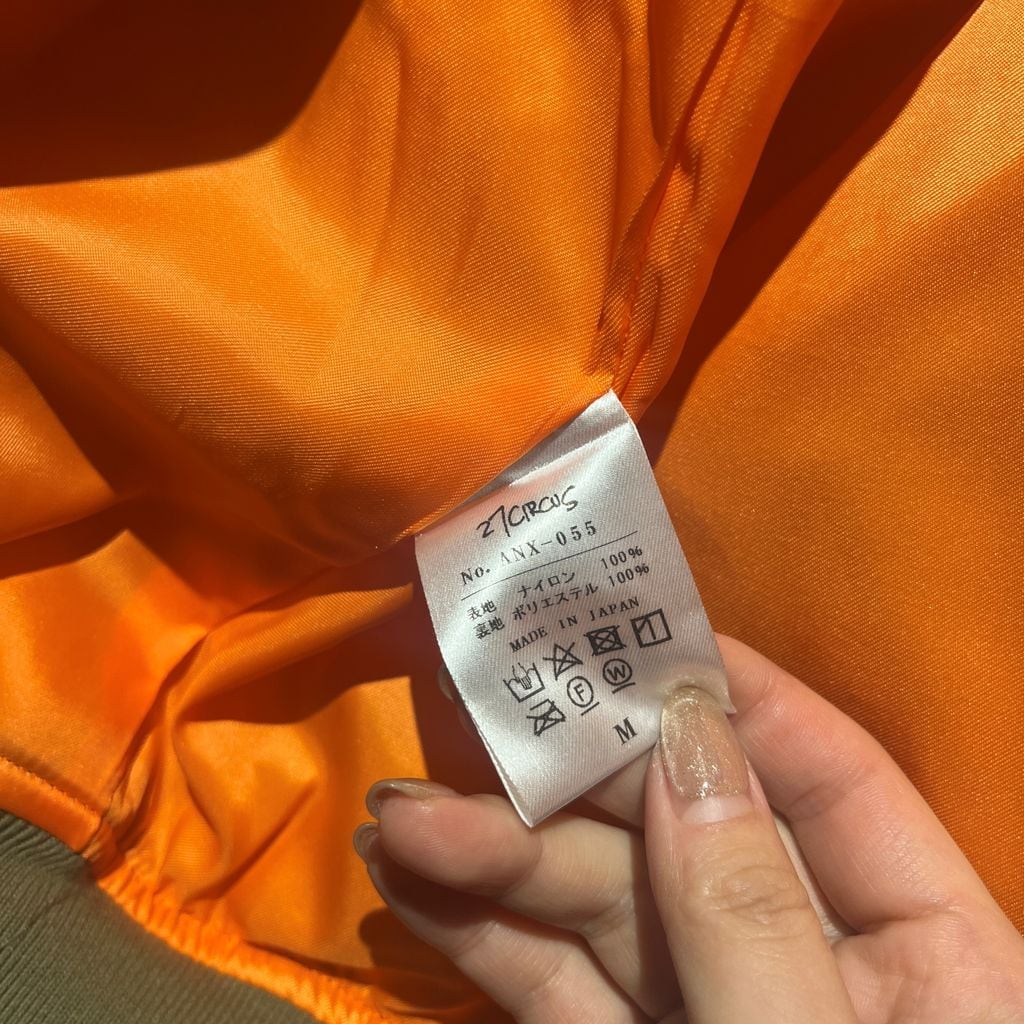 27CIRCUS
No. ANX-055
表地 ナイロン 100%
裏地 ポリエステル 100%
MADE IN JAPAN
F W
M